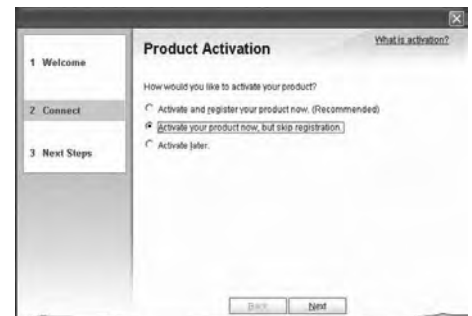 What is activation?
Product Activation
1 Welcome
2 Connect
3 Next Steps
How would you like to activate your product?
Activate and register your product now. (Recommended)
Activate your product now, but skip registration.
Activate later.
Back
Next